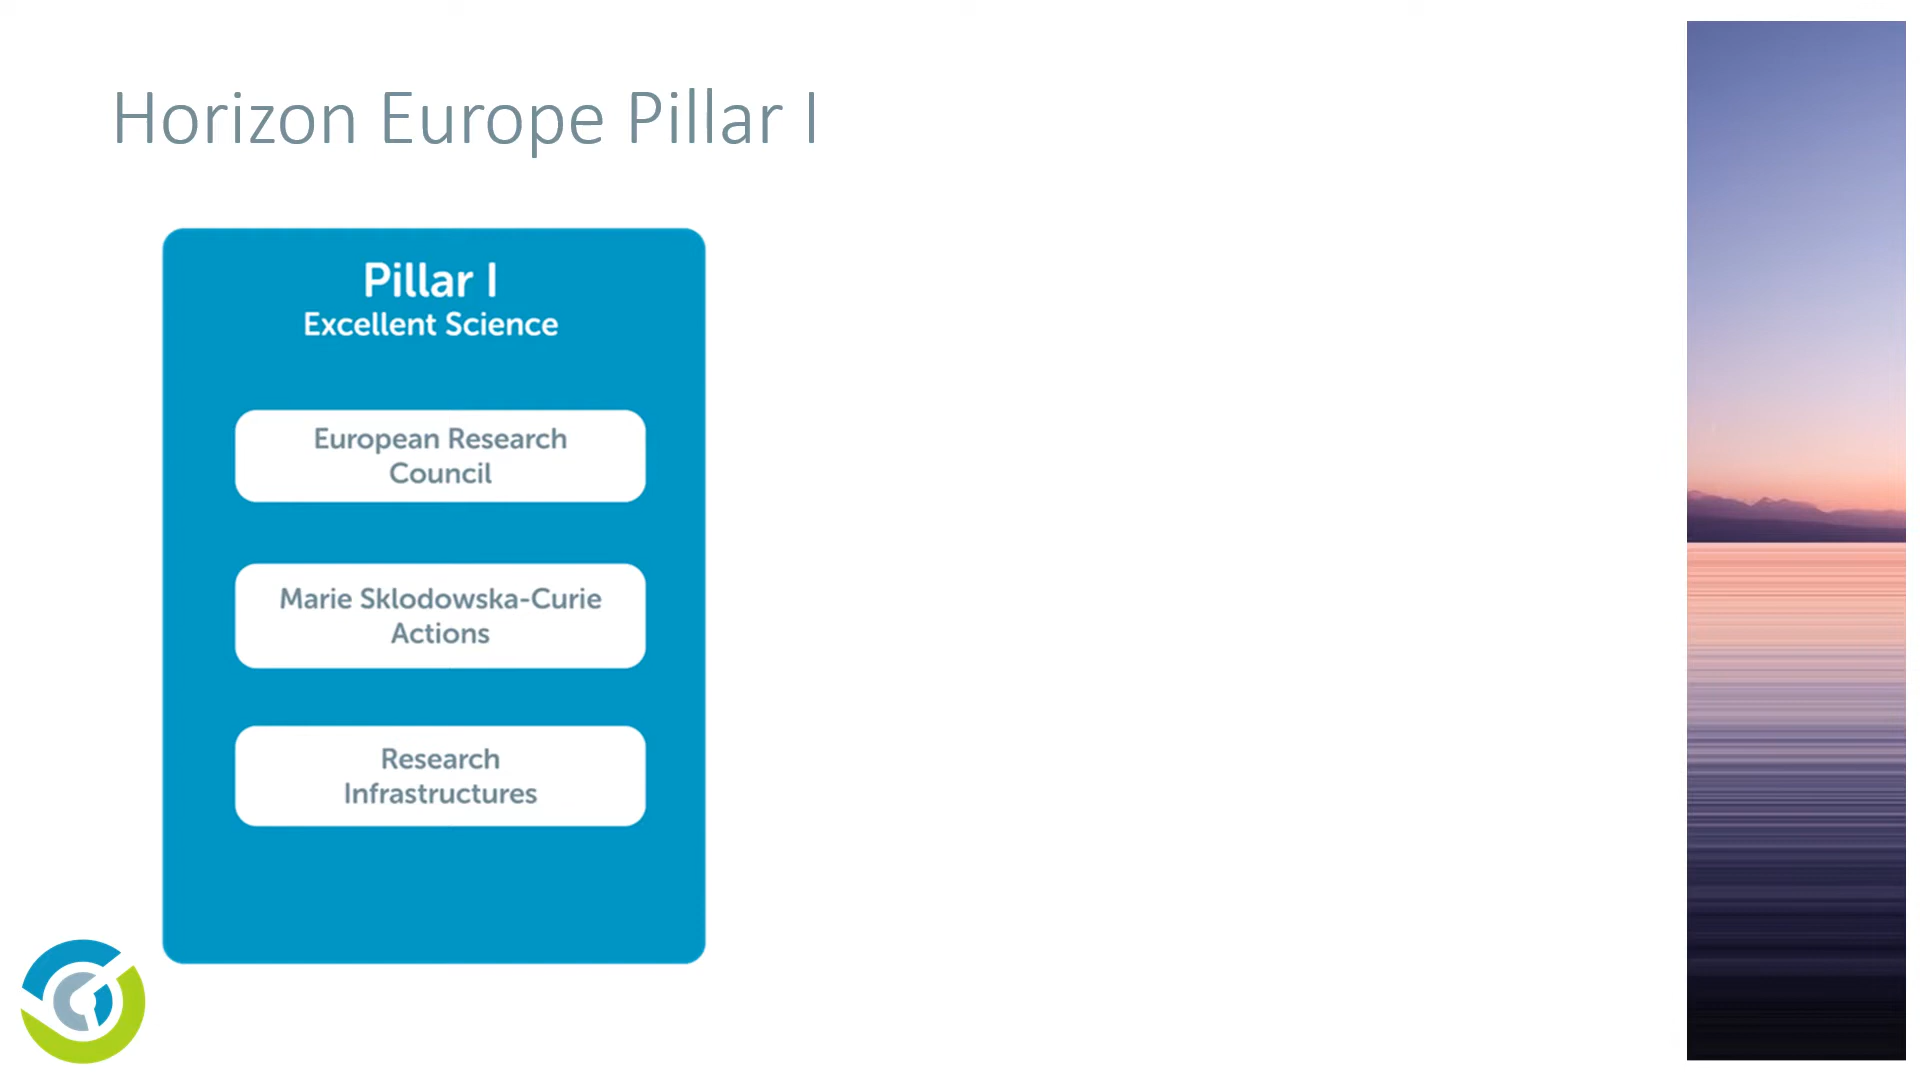 Horizon Europe Pillar I
Pillar I
Excellent Science
European Research
Council
Marie Sklodowska-Curie
Actions
Research
Infrastructures